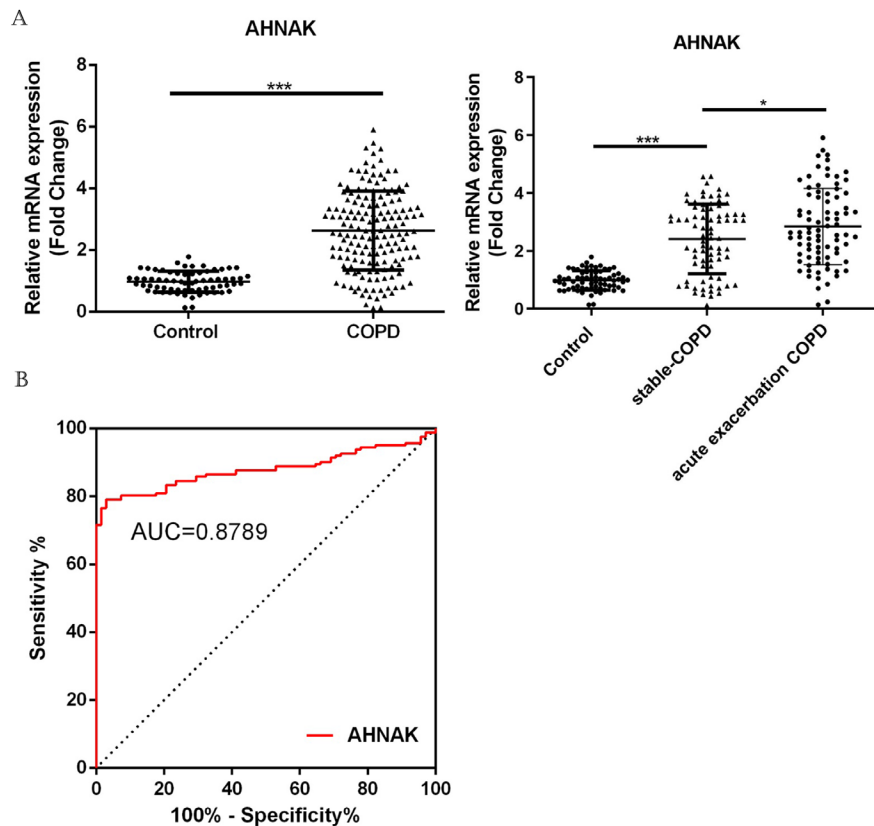 A
AHNAK
Relative mRNA expression
(Fold Change)
8
6
4
2
0
***
Control
COPD
AHNAK
Relative mRNA expression
(Fold Change)
8
6
4
2
0
***
*
Control
stable-COPD
acute exacerbation COPD
B
Sensitivity %
100
80
60
40
20
0
AUC=0.8789
AHNAK
0 20 40 60 80 100
100% - Specificity%